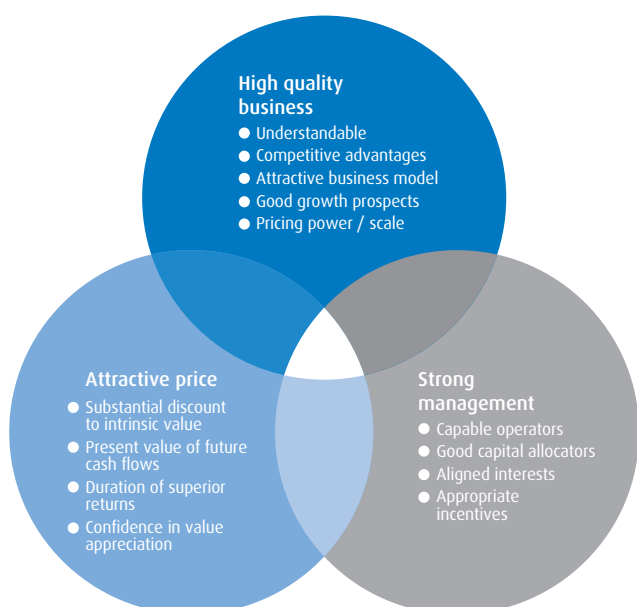 High quality
business
● Understandable
● Competitive advantages
● Attractive business model
● Good growth prospects
● Pricing power / scale
Attractive price
● Substantial discount
to intrinsic value
● Present value of future
cash flows
● Duration of superior
returns
● Confidence in value
appreciation
Strong
management
● Capable operators
● Good capital allocators
● Aligned interests
● Appropriate
incentives